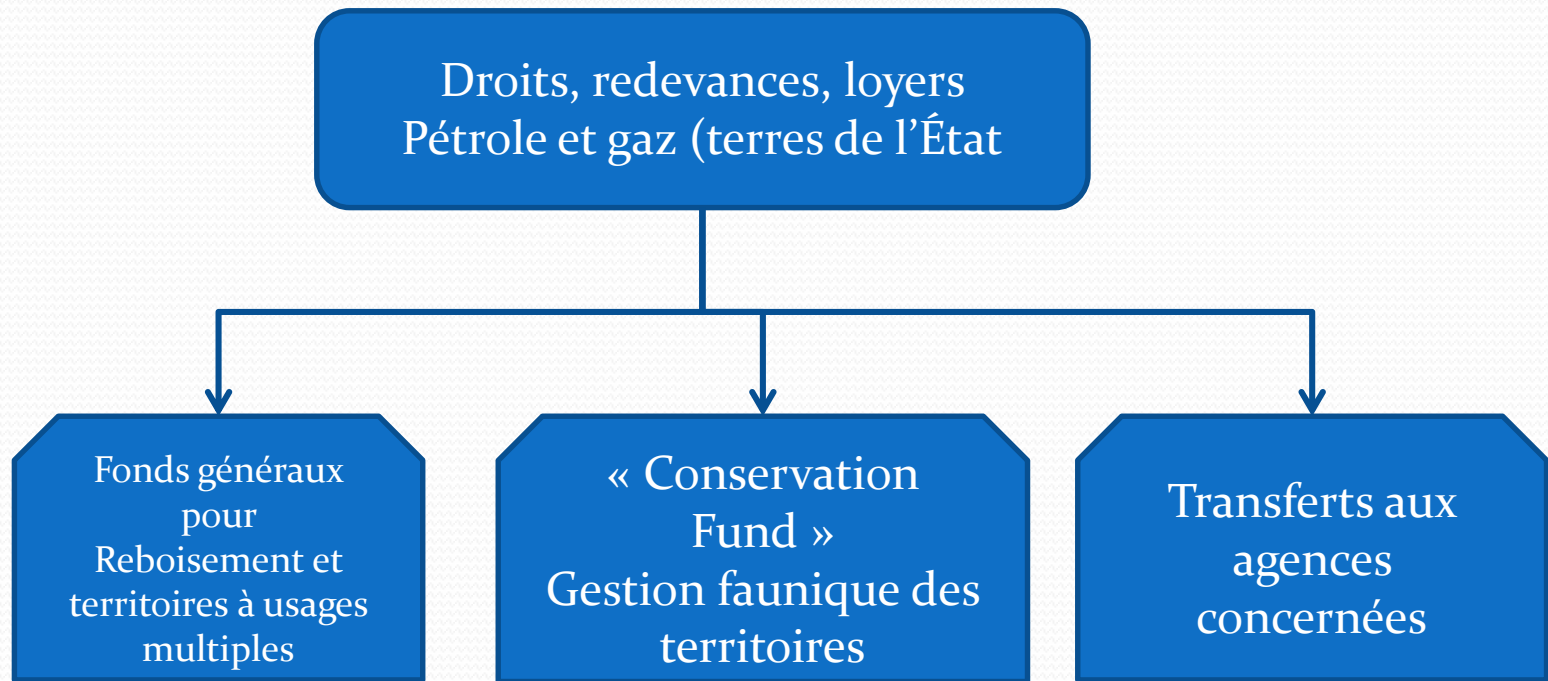 Droits, redevances, loyers
Pétrole et gaz (terres de l’État
Fonds généraux
pour
Reboisement et
territoires à usages
multiples
« Conservation
Fund »
Gestion faunique des
territoires
Transferts aux
agences
concernées